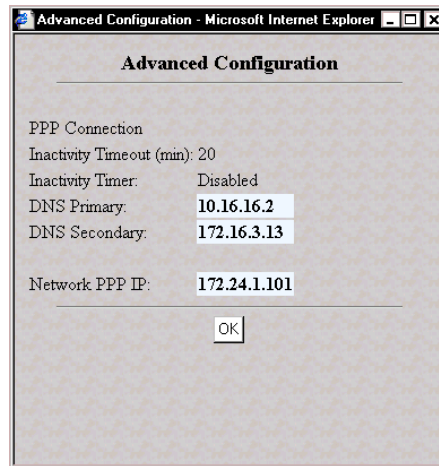 Advanced Configuration - Microsoft Internet Explorer
Advanced Configuration
PPP Connection
Inactivity Timeout (min): 20
Inactivity Timer: Disabled
DNS Primary: 10.16.16.2
DNS Secondary: 172.16.3.13
Network PPP IP: 172.24.1.101
OK